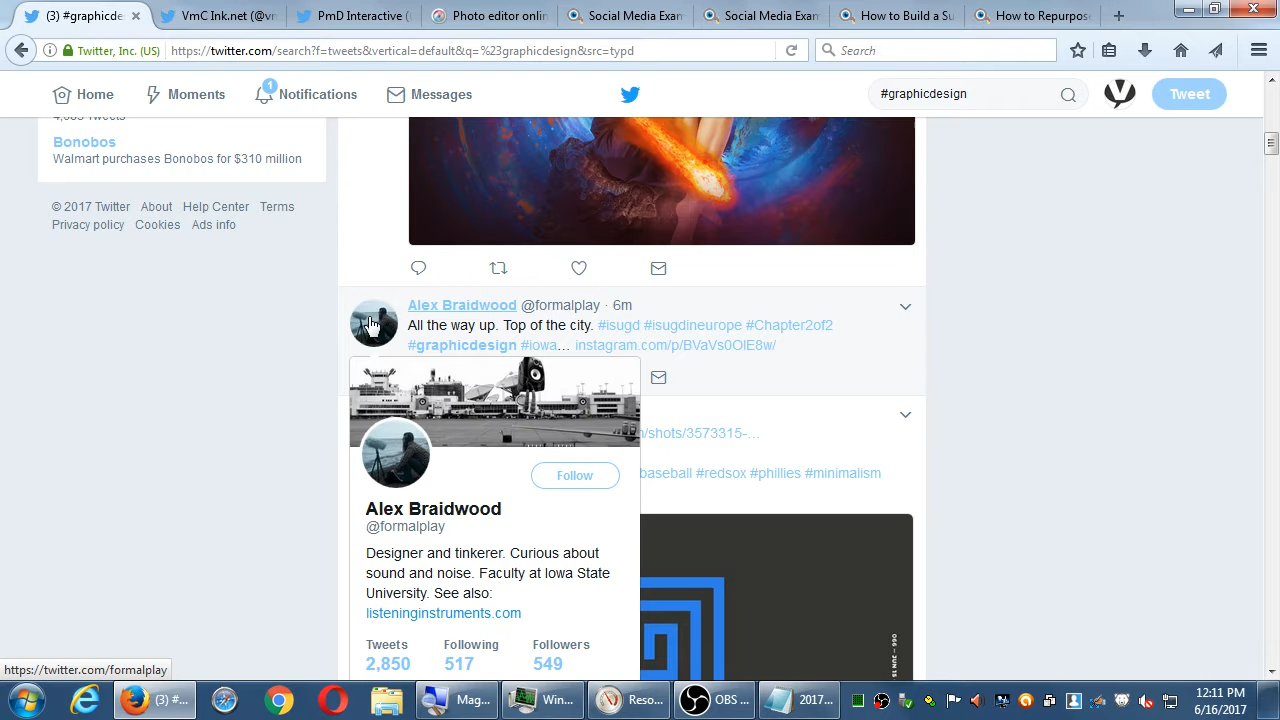 (3) #graphicdes
VmC Ink.net (@vm
PmD Interactive (
Photo editor onli
Social Media Exam
Social Media Exam
How to Build a Su
How to Repurpose
Twitter, Inc. (US)
https://twitter.com/search?f=tweets&vertical=default&q=%23graphicdesign&src=typd
Search
Home
Moments
1
Notifications
Messages
#graphicdesign
Tweet
Bonobos
Walmart purchases Bonobos for $310 million
© 2017 Twitter About Help Center Terms
Privacy policy Cookies Ads info
Alex Braidwood @formalplay · 6m
All the way up. Top of the city. #isugd #isugdineurope #Chapter2of2
#graphicdesign #iowa… instagram.com/p/BVaVs0OlE8w/
m/shots/3573315-...
baseball #redsox #phillies #minimalism
Follow
Alex Braidwood
@formalplay
Designer and tinkerer. Curious about
sound and noise. Faculty at Iowa State
University. See also:
listeninginstruments.com
Tweets Following Followers
2,850 517 549
https://twitter.com/formalplay
(3) #...
Mag...
Win...
Reso...
OBS ...
2017...
12:11 PM
6/16/2017